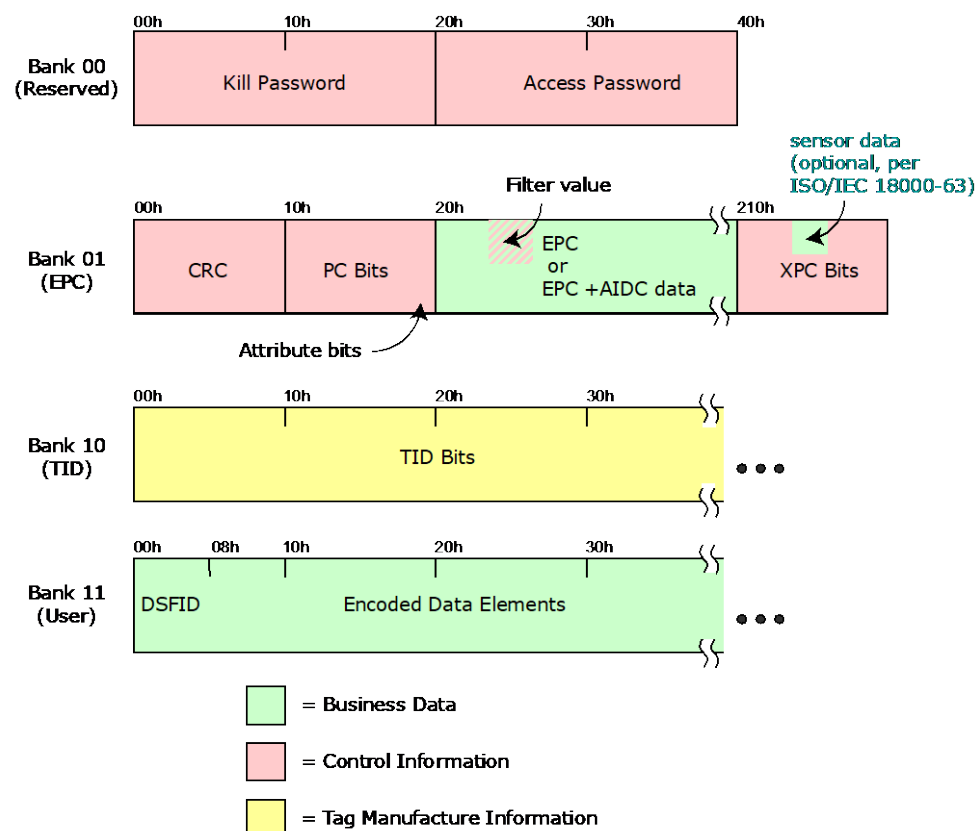 00h 10h 20h 30h 40h
Bank 00
(Reserved)
Kill Password
Access Password
sensor data
(optional, per
ISO/IEC 18000-63)
Filter value
00h 10h 20h 210h
Bank 01
(EPC)
CRC
PC Bits
EPC
or
EPC +AIDC data
XPC Bits
Attribute bits
00h 10h 20h 30h
Bank 10
(TID)
TID Bits
00h 08h 10h 20h 30h
Bank 11
(User)
DSFID
Encoded Data Elements
= Business Data
= Control Information
= Tag Manufacture Information